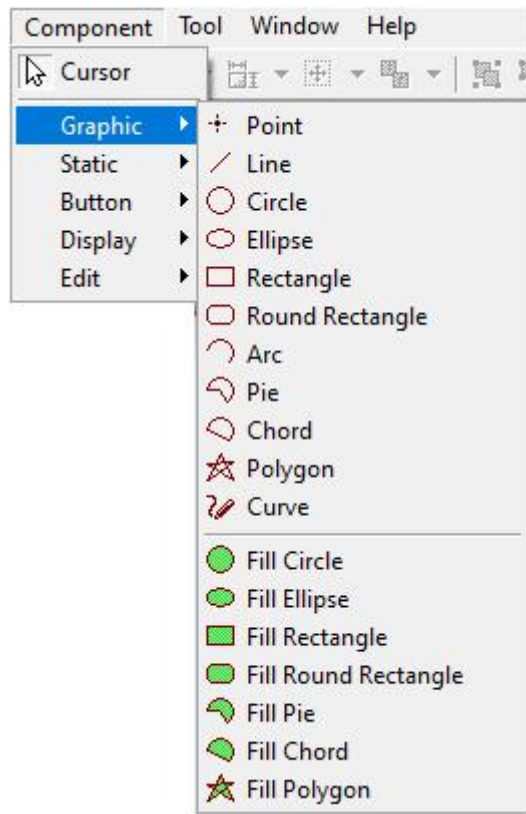 Component Tool Window Help
Cursor
Graphic
Static
Button
Display
Edit
Point
Line
Circle
Ellipse
Rectangle
Round Rectangle
Arc
Pie
Chord
Polygon
Curve
Fill Circle
Fill Ellipse
Fill Rectangle
Fill Round Rectangle
Fill Pie
Fill Chord
Fill Polygon